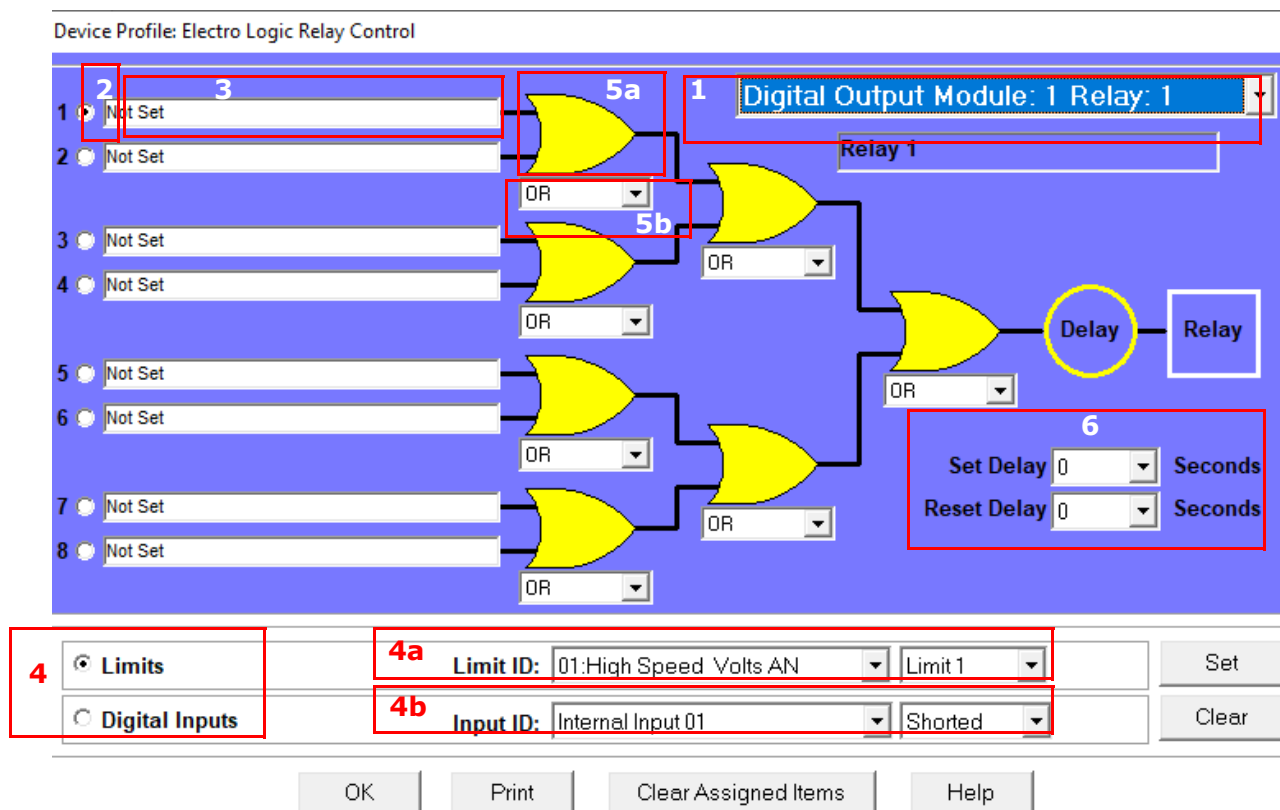 Device Profile: Electro Logic Relay Control
2 3 5a 1 Digital Output Module: 1 Relay: 1
1 Not Set
Relay 1
2 Not Set
OR
5b
3 Not Set
OR
4 Not Set
OR
Delay Relay
5 Not Set
OR
6 Not Set
6
OR
Set Delay 0 Seconds
7 Not Set
Reset Delay 0 Seconds
OR
8 Not Set
OR
4 Limits 4a Limit ID: 01:High Speed Volts AN Limit 1 Set
Digital Inputs 4b Input ID: Internal Input 01 Shorted Clear
OK Print Clear Assigned Items Help